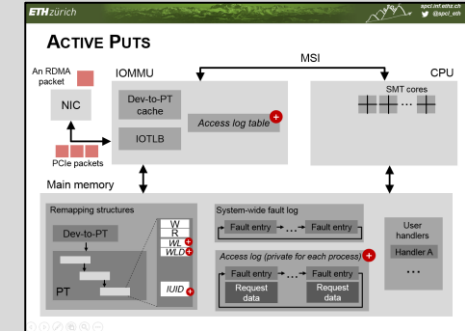 ETH zürich
spcl.inf.ethz.ch
@spcl_eth
ACTIVE PUTS
An RDMA
packet
NIC
PCIe packets
IOMMU
Dev-to-PT
cache
IOTLB
Access log table
MSI
CPU
SMT cores
...
Main memory
Remapping structures
Dev-to-PT
PT
W
R
WL
WLD
IUID
System-wide fault log
Fault entry
...
Fault entry
Access log (private for each process)
Fault entry
...
Fault entry
Request
data
Request
data
User
handlers
Handler A
...